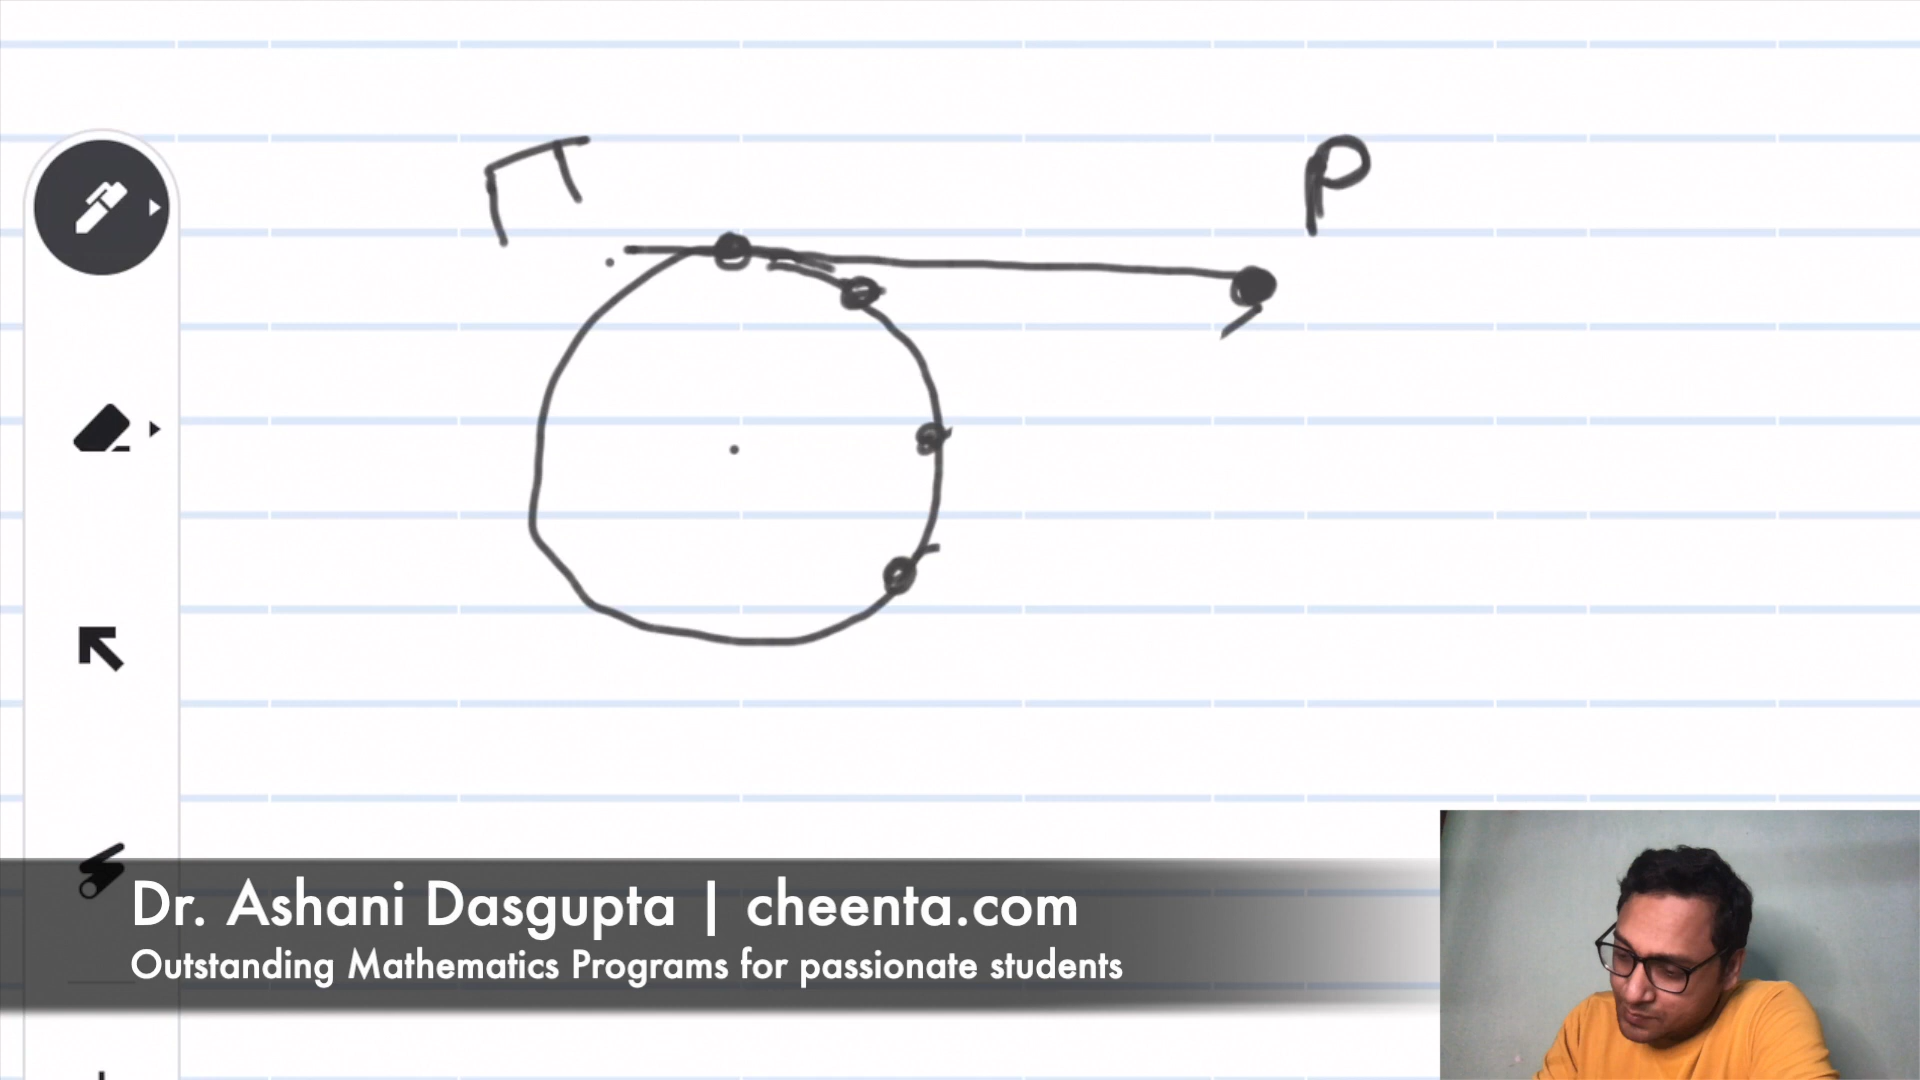 P
Dr. Ashani Dasgupta | cheenta.com
Outstanding Mathematics Programs for passionate students